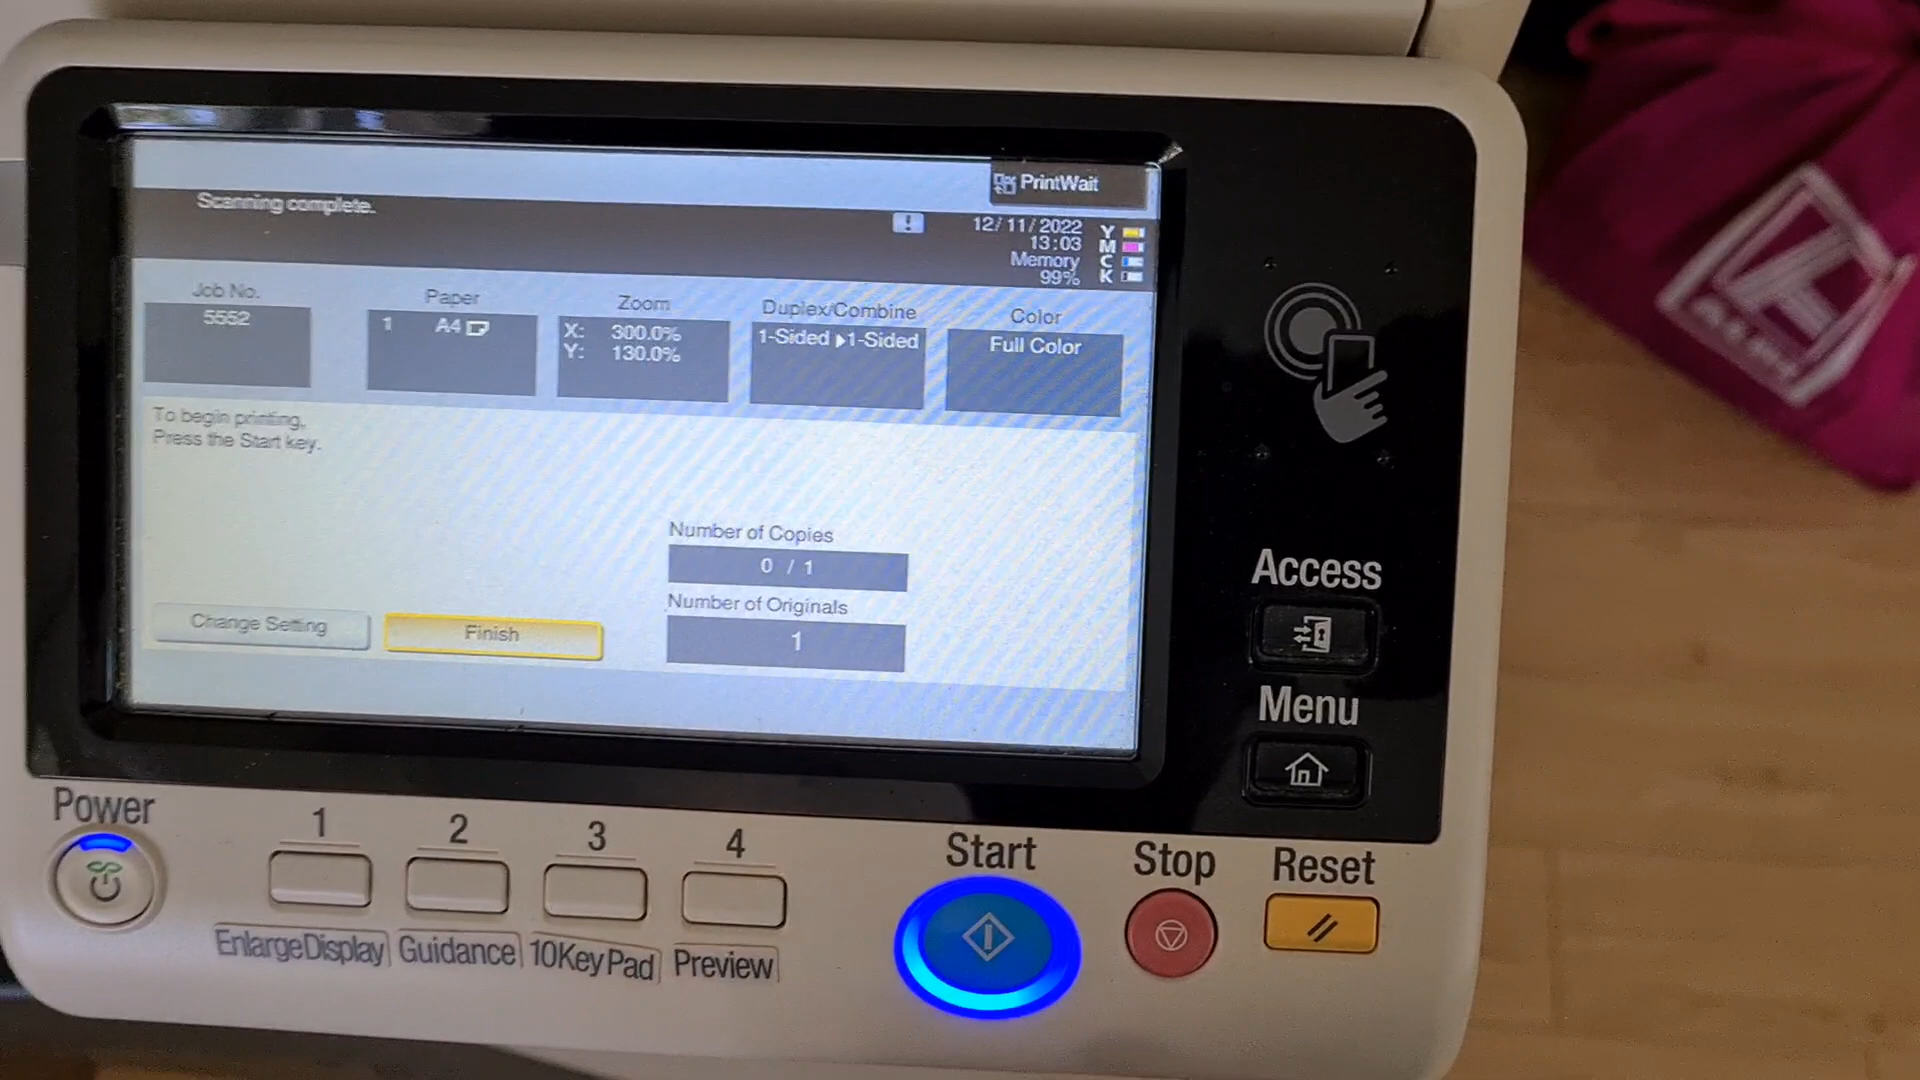 PrintWait
Scanning complete.
12/11/2022
13:03
Memory
99%
Y
M
C
K
Job No.
5552
Paper
1 A4
Zoom
X: 300.0%
Y: 130.0%
Duplex/Combine
1-Sided ▶1-Sided
Color
Full Color
To begin printing,
Press the Start key.
Number of Copies
0 / 1
Number of Originals
1
Change Setting
Finish
Access
Menu
Power
1
2
3
4
Enlarge Display
Guidance
10 Key Pad
Preview
Start
Stop
Reset